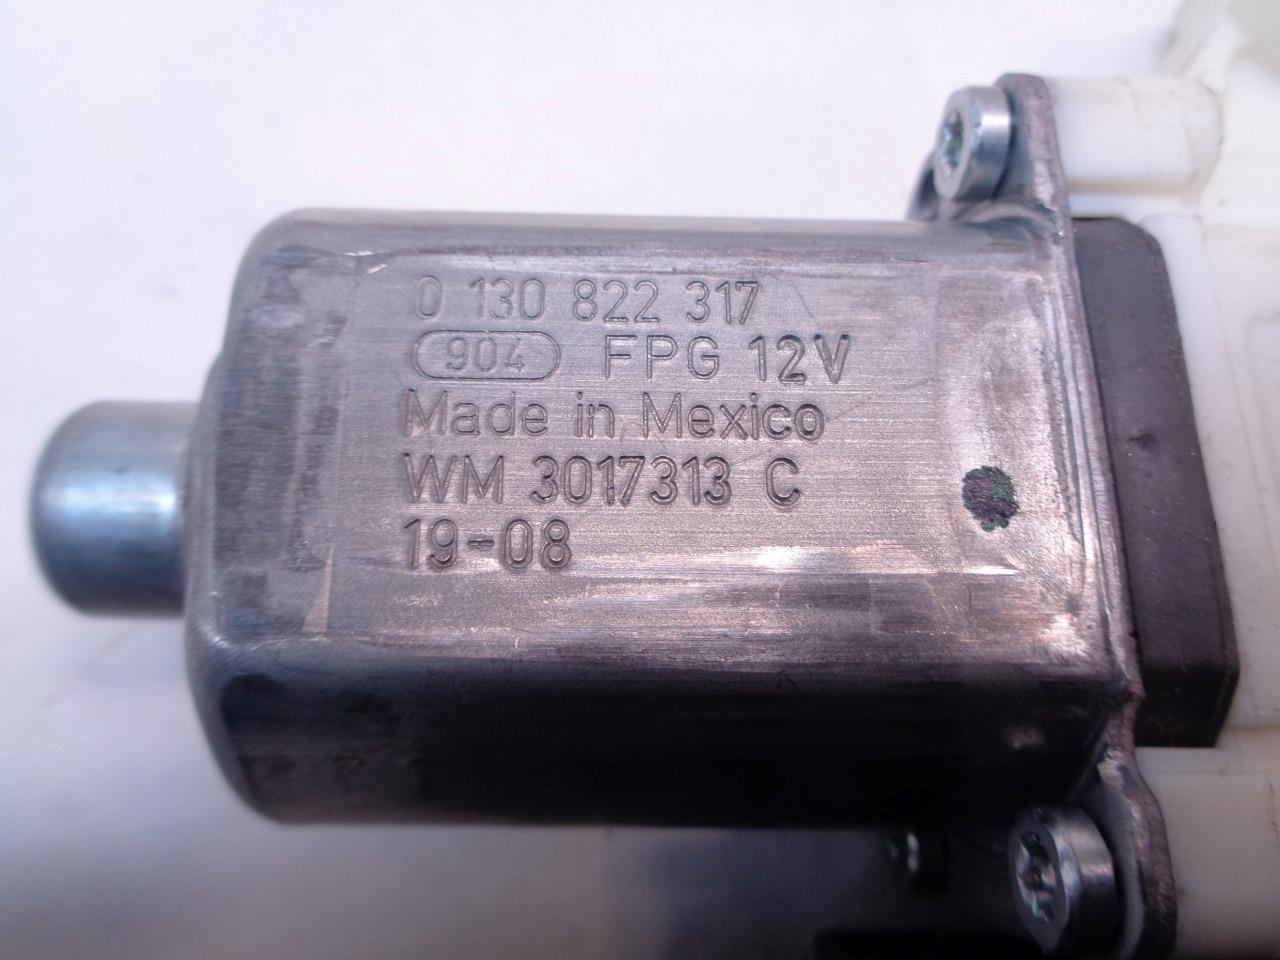 0 130 822 317
904 FPG 12V
Made in Mexico
WM 3017313 C
19-08